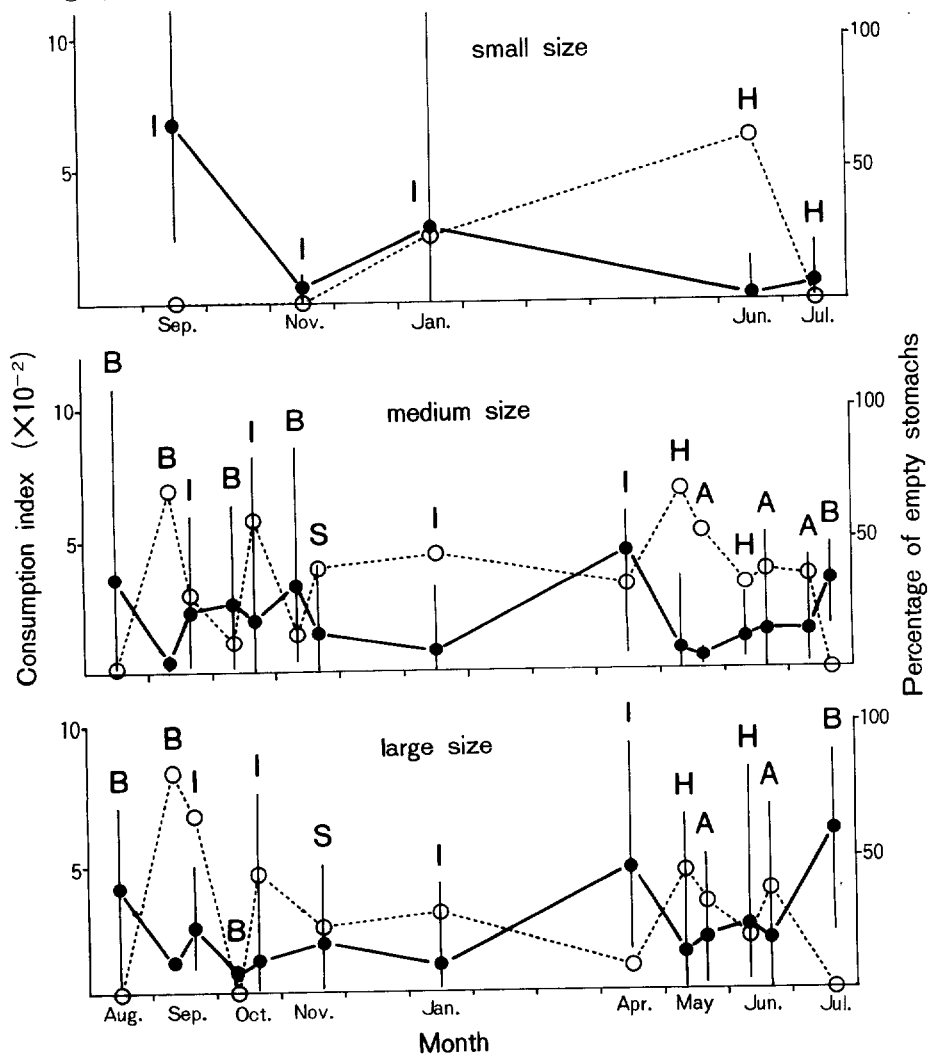 small size
10
5
100
50
I
I
I
H
H
Sep.
Nov.
Jan.
Jun.
Jul.
medium size
10
5
100
50
B
B
I
B
I
B
S
I
I
H
A
H
A
A
B
large size
10
5
100
50
B
B
I
B
I
S
I
I
H
A
H
A
B
Aug.
Sep.
Oct.
Nov.
Jan.
Apr.
May
Jun.
Jul.
Month
Consumption index (×10⁻²)
Percentage of empty stomachs